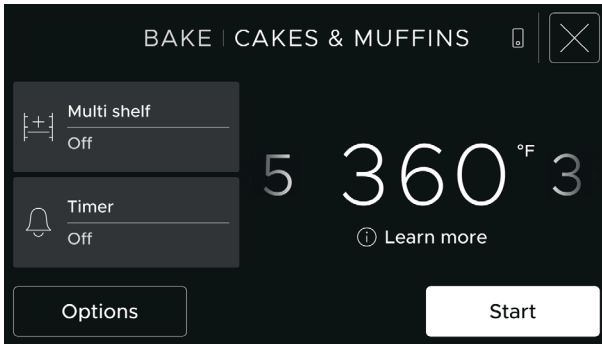 BAKE | CAKES & MUFFINS
Multi shelf
Off
5 360 °F 3
Timer
Off
Learn more
Options
Start